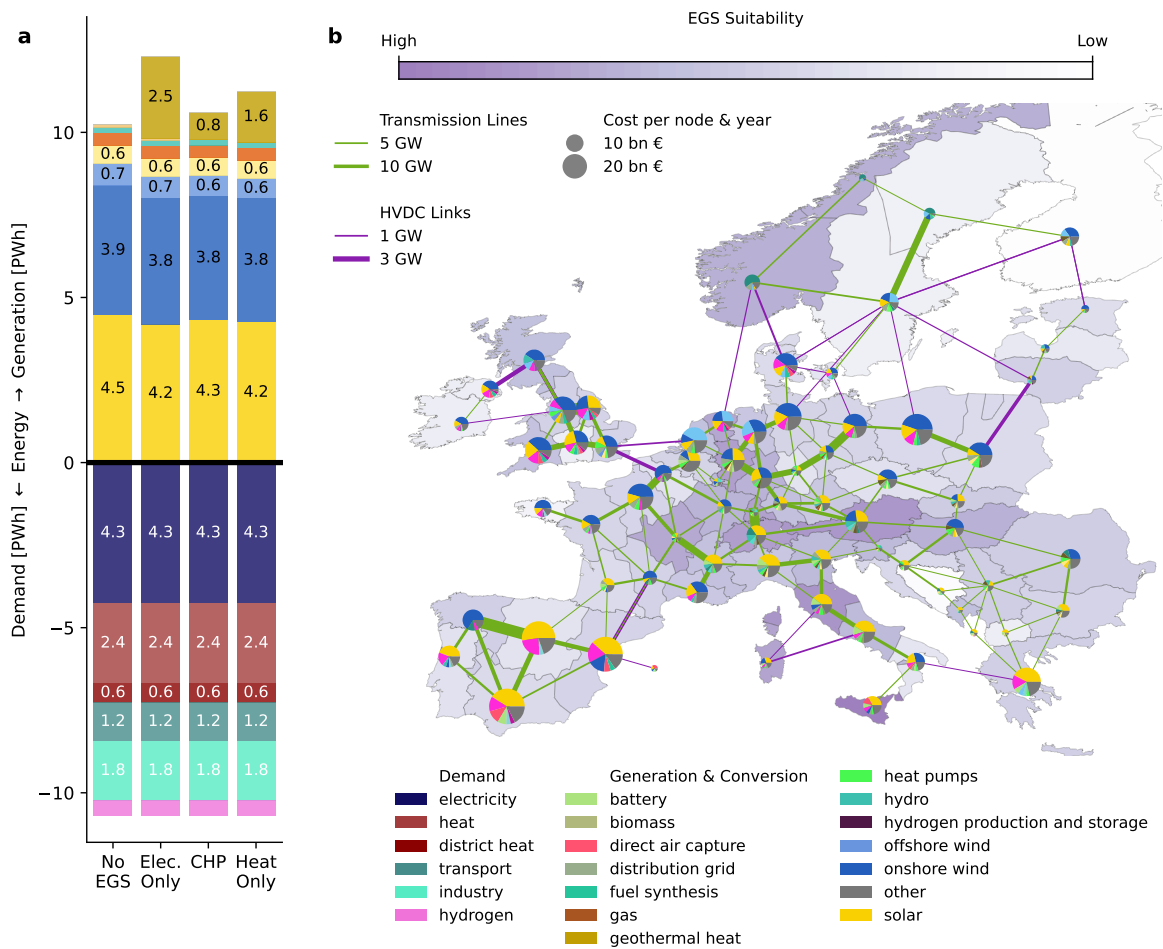 a
Demand [PWh] ← Energy → Generation [PWh]
10
5
0
−5
−10
2.5
0.8
1.6
0.6
0.6
0.6
0.6
0.7
0.7
0.6
0.6
3.9
3.8
3.8
3.8
4.5
4.2
4.3
4.2
4.3
4.3
4.3
4.3
2.4
2.4
2.4
2.4
0.6
0.6
0.6
0.6
1.2
1.2
1.2
1.2
1.8
1.8
1.8
1.8
No EGS
Elec. Only
CHP
Heat Only
b
EGS Suitability
High
Low
Transmission Lines
5 GW
10 GW
HVDC Links
1 GW
3 GW
Cost per node & year
10 bn €
20 bn €
Demand
electricity
heat
district heat
transport
industry
hydrogen
Generation & Conversion
battery
biomass
direct air capture
distribution grid
fuel synthesis
gas
geothermal heat
heat pumps
hydro
hydrogen production and storage
offshore wind
onshore wind
other
solar